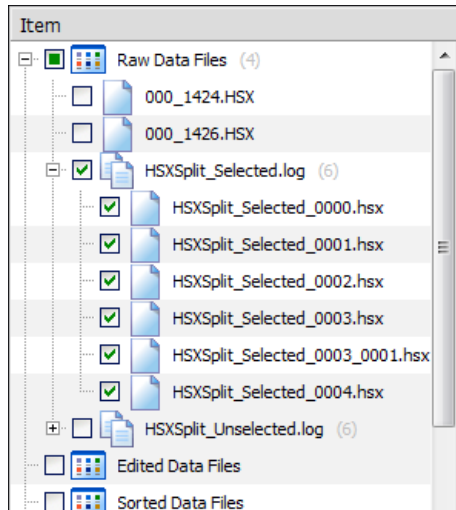 Item
Raw Data Files (4)
000_1424.HSX
000_1426.HSX
HSXSplit_Selected.log (6)
HSXSplit_Selected_0000.hsx
HSXSplit_Selected_0001.hsx
HSXSplit_Selected_0002.hsx
HSXSplit_Selected_0003.hsx
HSXSplit_Selected_0003_0001.hsx
HSXSplit_Selected_0004.hsx
HSXSplit_Unselected.log (6)
Edited Data Files
Sorted Data Files